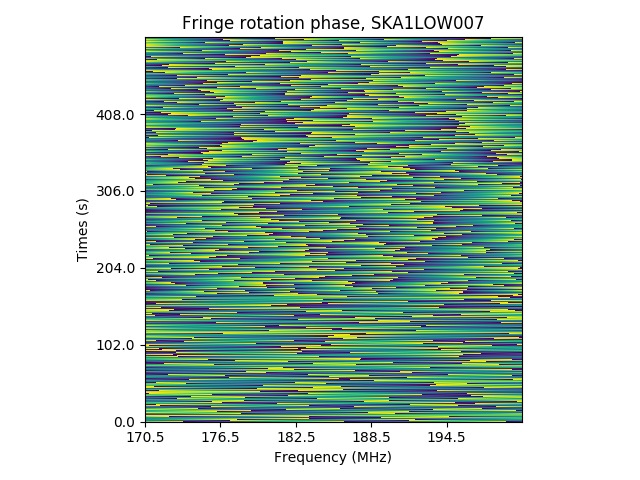 Fringe rotation phase, SKA1LOW007
408.0
306.0
204.0
102.0
0.0
Times (s)
170.5 176.5 182.5 188.5 194.5
Frequency (MHz)